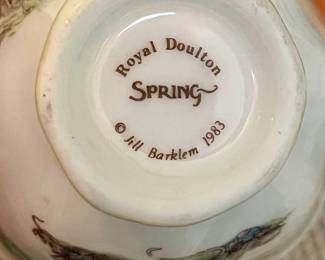 Royal Doulton
SPRING
© Jill Barklem 1983